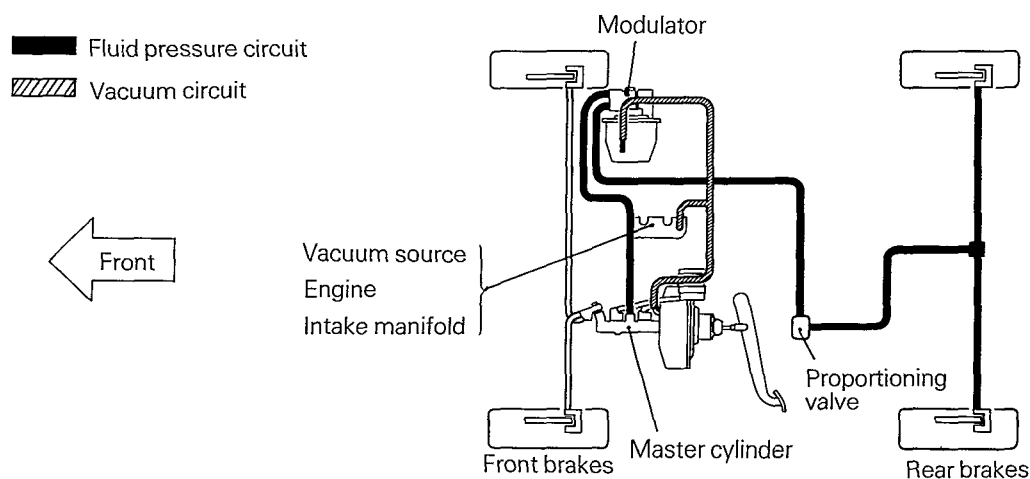 Modulator
Fluid pressure circuit
Vacuum circuit
Front
Vacuum source
Engine
Intake manifold
Proportioning
valve
Master cylinder
Front brakes
Rear brakes